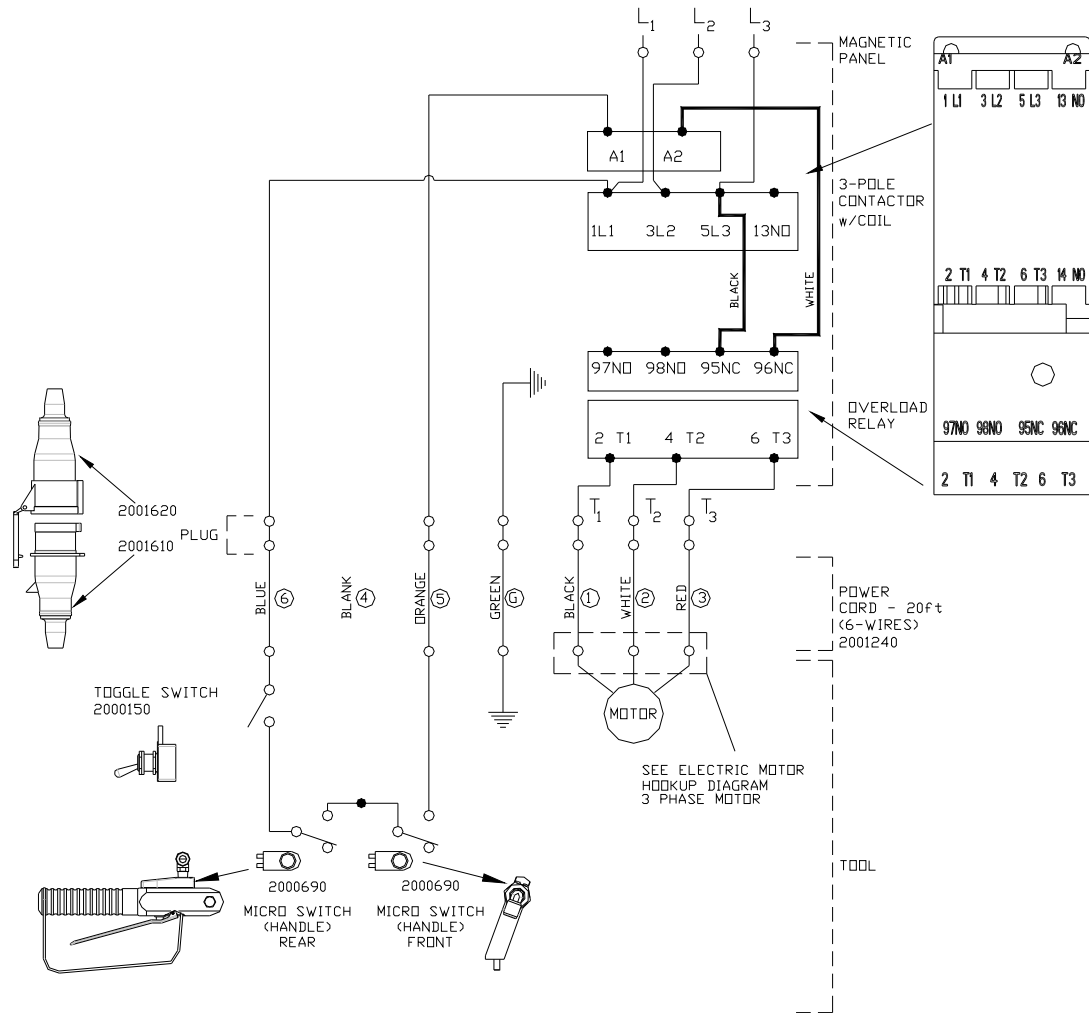 L1 L2 L3
MAGNETIC
PANEL
A1 A2
1 L1 3 L2 5 L3 13 NO
A1 A2
3-POLE
CONTACTOR
w/COIL
1L1 3L2 5L3 13NO
BLACK
WHITE
2 T1 4 T2 6 T3 14 NO
97NO 98NO 95NC 96NC
OVERLOAD
RELAY
2 T1 4 T2 6 T3
97NO 98NO 95NC 96NC
2 T1 4 T2 6 T3
T1 T2 T3
2001620
2001610
PLUG
BLUE 6
BLANK 4
ORANGE 5
GREEN G
BLACK 1
WHITE 2
RED 3
POWER
CORD - 20ft
(6-WIRES)
2001240
TOGGLE SWITCH
2000150
MOTOR
SEE ELECTRIC MOTOR
HOOKUP DIAGRAM
3 PHASE MOTOR
TOOL
2000690
MICRO SWITCH
(HANDLE)
REAR
2000690
MICRO SWITCH
(HANDLE)
FRONT